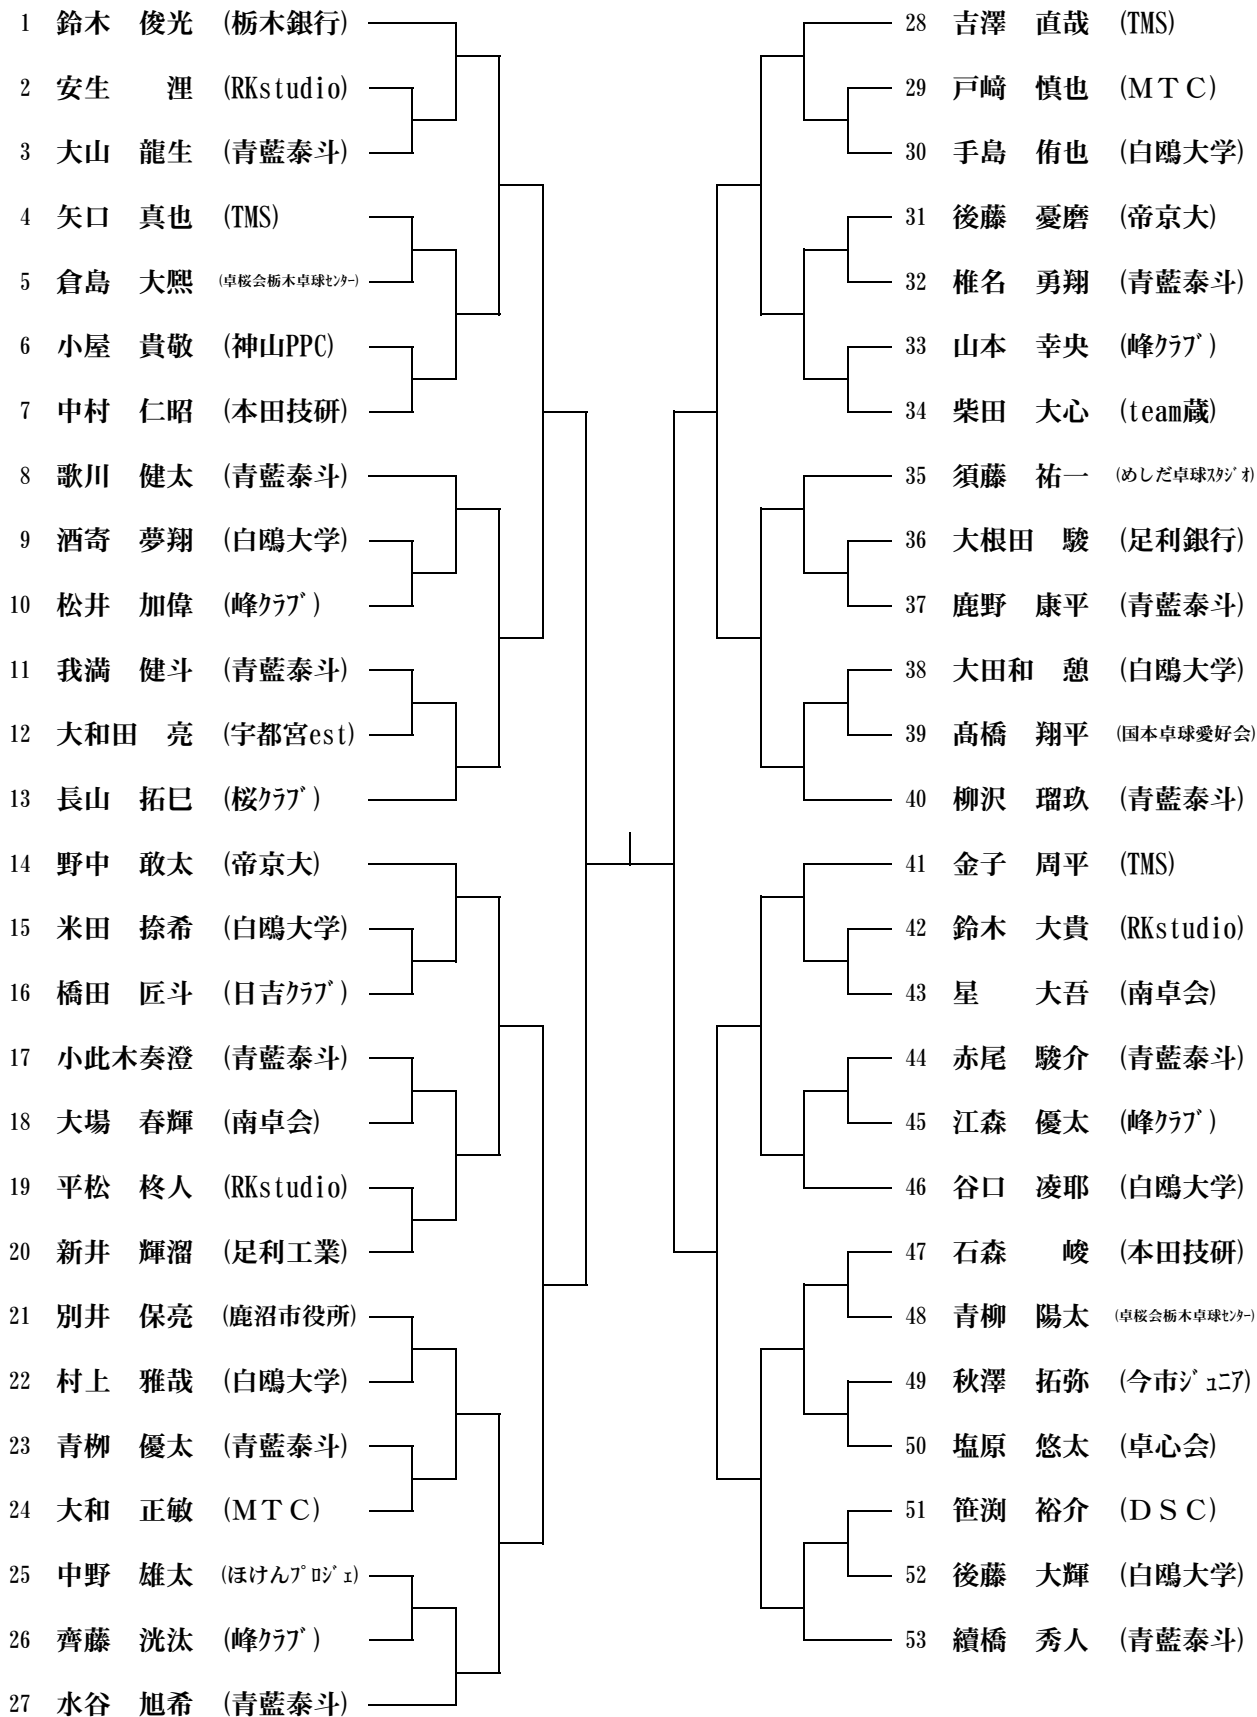 1 鈴木 俊光 (栃木銀行)
2 安生 浬 (RKstudio)
3 大山 龍生 (青藍泰斗)
4 矢口 真也 (TMS)
5 倉島 大煕 (卓桜会栃木卓球ｾﾝﾀｰ)
6 小屋 貴敬 (神山PPC)
7 中村 仁昭 (本田技研)
8 歌川 健太 (青藍泰斗)
9 酒寄 夢翔 (白鴎大学)
10 松井 加偉 (峰ｸﾗﾌﾞ)
11 我満 健斗 (青藍泰斗)
12 大和田 亮 (宇都宮est)
13 長山 拓巳 (桜ｸﾗﾌﾞ)
14 野中 敢太 (帝京大)
15 米田 捺希 (白鴎大学)
16 橋田 匠斗 (日吉ｸﾗﾌﾞ)
17 小此木奏澄 (青藍泰斗)
18 大場 春輝 (南卓会)
19 平松 柊人 (RKstudio)
20 新井 輝溜 (足利工業)
21 別井 保亮 (鹿沼市役所)
22 村上 雅哉 (白鴎大学)
23 青栁 優太 (青藍泰斗)
24 大和 正敏 (ＭＴＣ)
25 中野 雄太 (ほけんﾌﾟﾛｼﾞｪ)
26 齊藤 洸汰 (峰ｸﾗﾌﾞ)
27 水谷 旭希 (青藍泰斗)
28 吉澤 直哉 (TMS)
29 戸﨑 慎也 (ＭＴＣ)
30 手島 侑也 (白鴎大学)
31 後藤 憂磨 (帝京大)
32 椎名 勇翔 (青藍泰斗)
33 山本 幸央 (峰ｸﾗﾌﾞ)
34 柴田 大心 (team蔵)
35 須藤 祐一 (めしだ卓球ｽﾀｼﾞｵ)
36 大根田 駿 (足利銀行)
37 鹿野 康平 (青藍泰斗)
38 大田和 憩 (白鴎大学)
39 髙橋 翔平 (国本卓球愛好会)
40 柳沢 瑠玖 (青藍泰斗)
41 金子 周平 (TMS)
42 鈴木 大貴 (RKstudio)
43 星 大吾 (南卓会)
44 赤尾 駿介 (青藍泰斗)
45 江森 優太 (峰ｸﾗﾌﾞ)
46 谷口 凌耶 (白鴎大学)
47 石森 峻 (本田技研)
48 青柳 陽太 (卓桜会栃木卓球ｾﾝﾀｰ)
49 秋澤 拓弥 (今市ｼﾞｭﾆｱ)
50 塩原 悠太 (卓心会)
51 笹渕 裕介 (ＤＳＣ)
52 後藤 大輝 (白鴎大学)
53 續橋 秀人 (青藍泰斗)